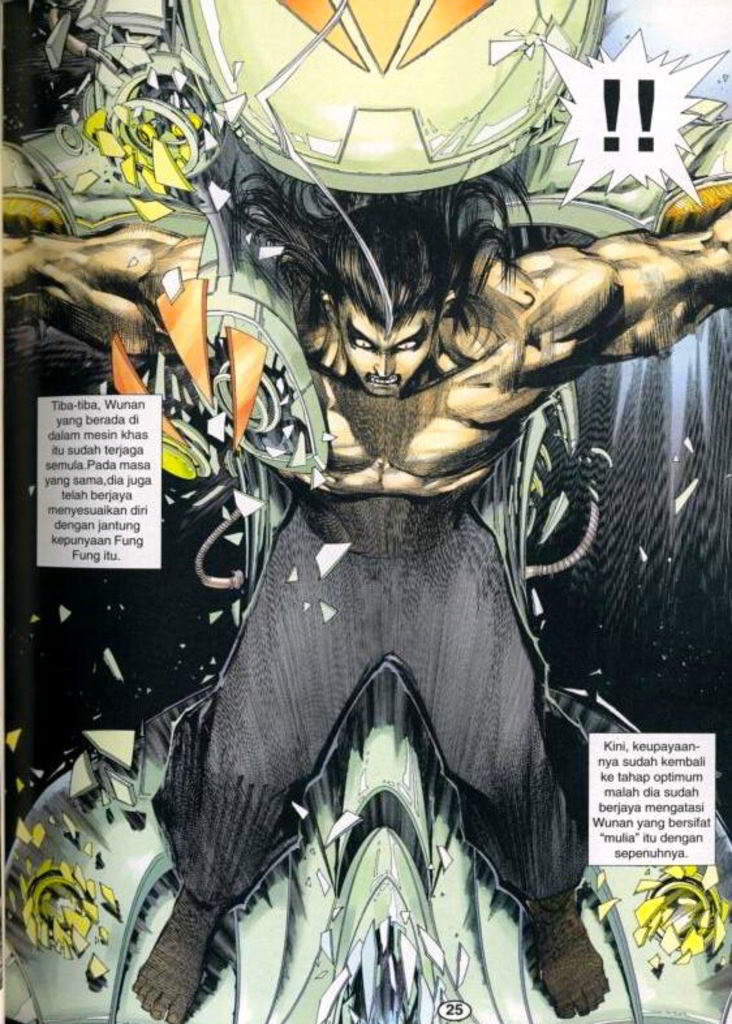 !!
Tiba-tiba, Wunan
yang berada di
dalam mesin khas
itu sudah terjaga
semula.Pada masa
yang sama,dia juga
telah berjaya
menyesuaikan diri
dengan jantung
kepunyaan Fung
Fung itu.
Kini, keupayaan-
nya sudah kembali
ke tahap optimum
malah dia sudah
berjaya mengatasi
Wunan yang bersifat
"mulia" itu dengan
sepenuhnya.
25